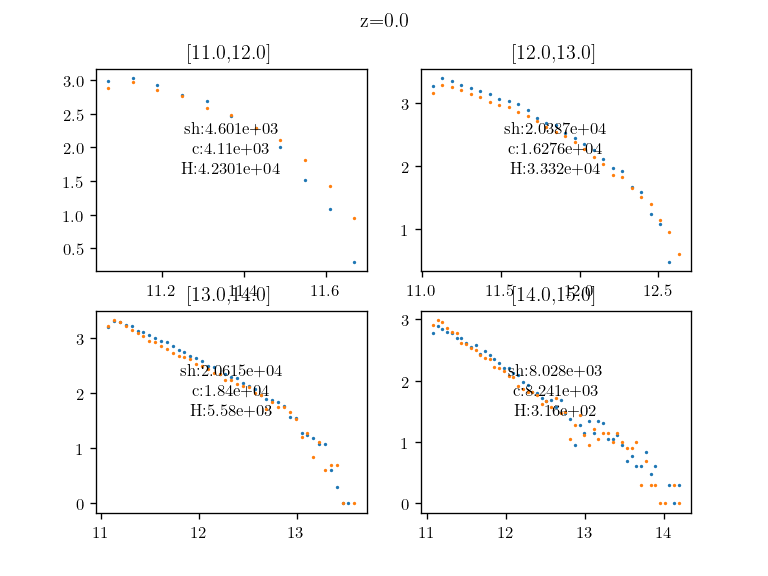 z=0.0
[11.0,12.0]
3.0
2.5
2.0
1.5
1.0
0.5
sh:4.601e+03
c:4.11e+03
H:4.2301e+04
11.2
11.4
11.6
[12.0,13.0]
3
2
1
sh:2.0387e+04
c:1.6276e+04
H:3.332e+04
11.0
11.5
12.0
12.5
[13.0,14.0]
3
2
1
0
sh:2.0615e+04
c:1.84e+04
H:5.58e+03
11
12
13
[14.0,15.0]
3
2
1
0
sh:8.028e+03
c:8.241e+03
H:3.16e+02
11
12
13
14